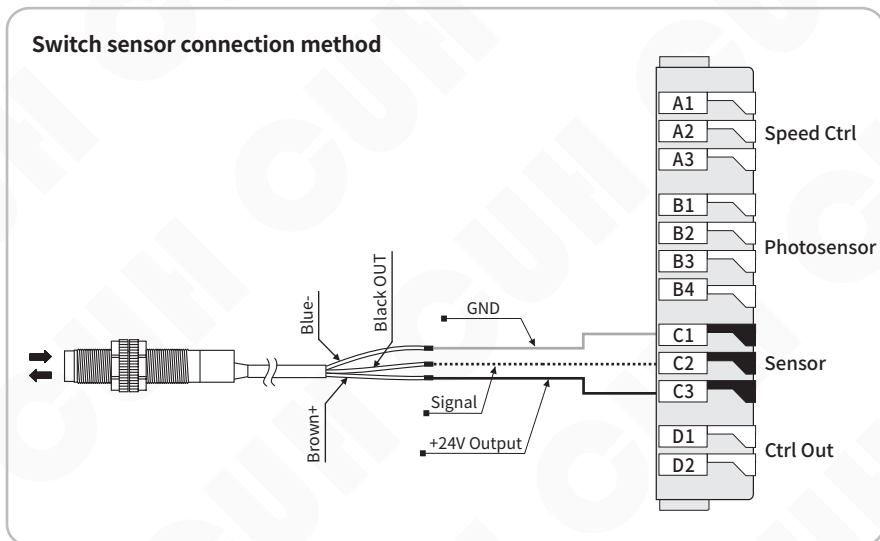 Switch sensor connection method
A1
A2
A3
Speed Ctrl
B1
B2
B3
B4
Photosensor
Blue-
Black OUT
Brown+
GND
Signal
+24V Output
C1
C2
C3
Sensor
D1
D2
Ctrl Out
CUH